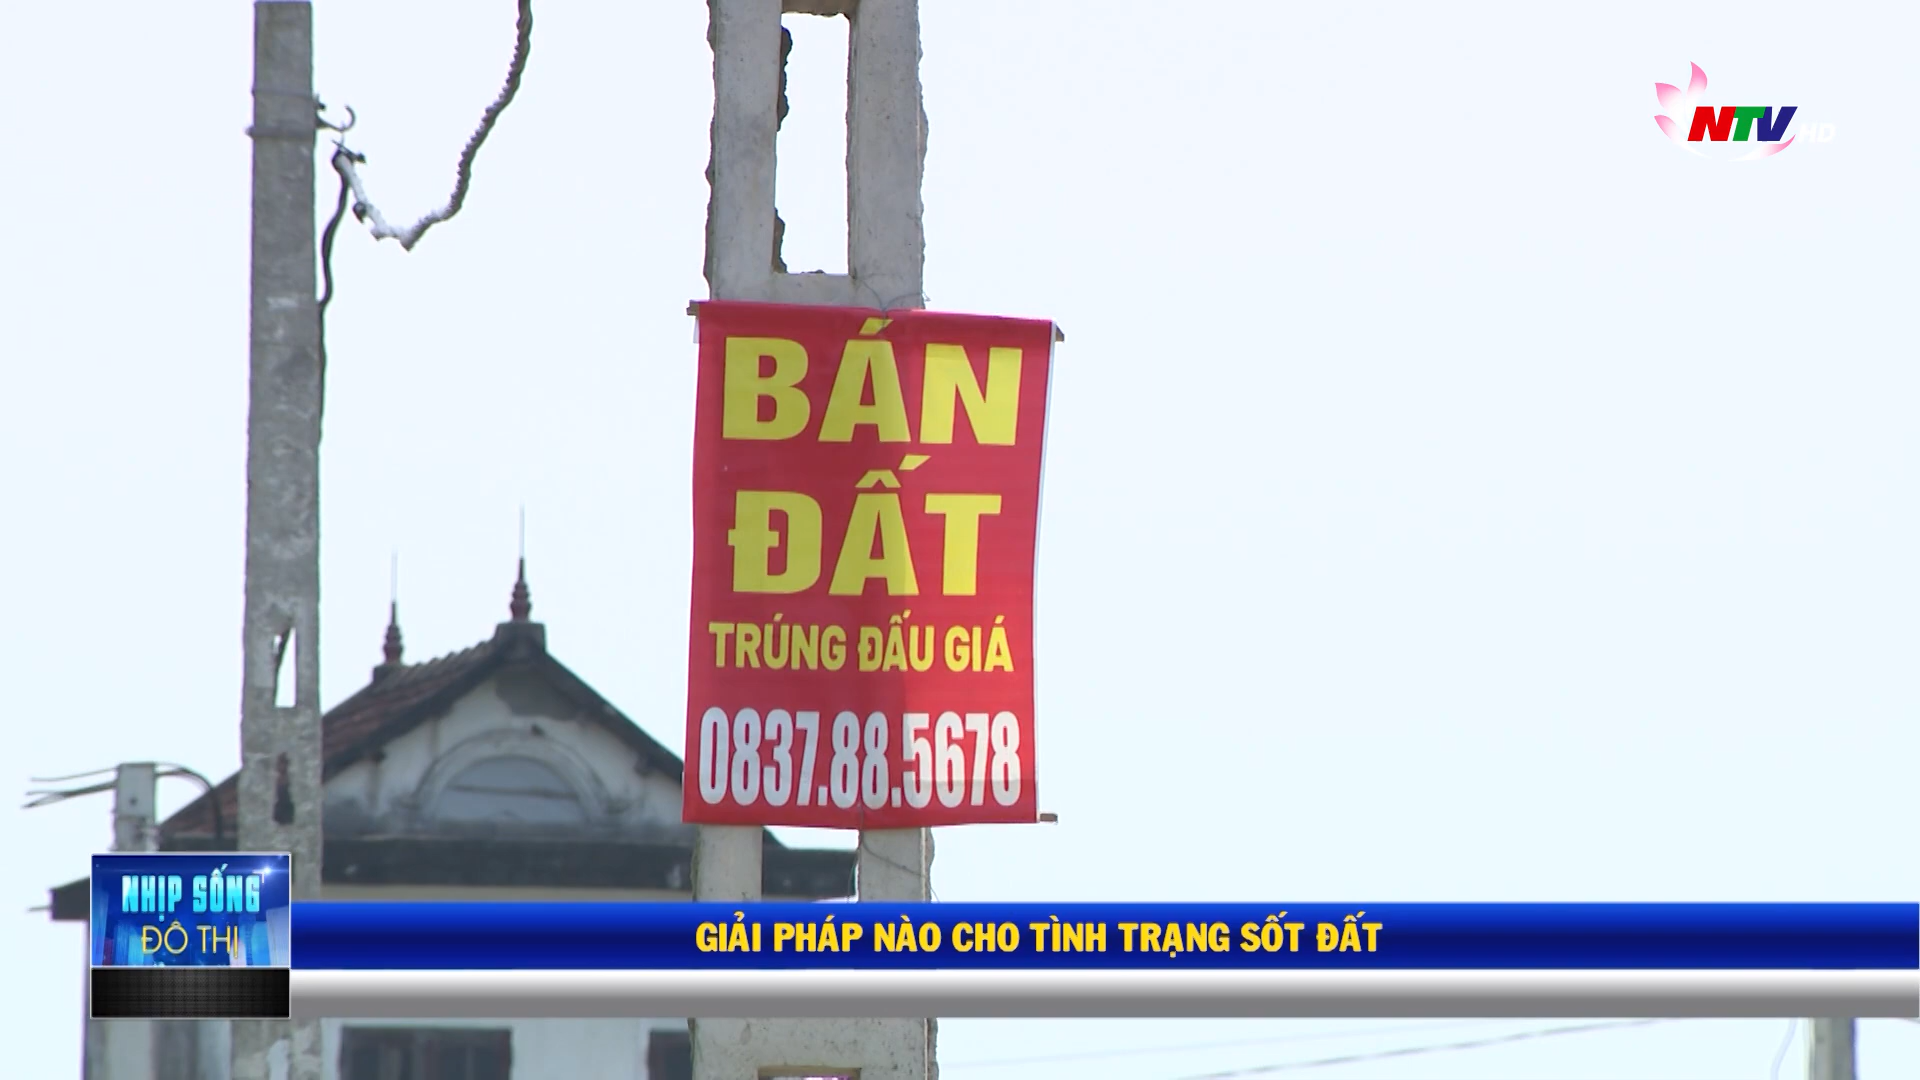 NTV HD
BÁN
ĐẤT
TRÚNG ĐẤU GIÁ
0837.88.5678
NHỊP SỐNG
ĐÔ THỊ
GIẢI PHÁP NÀO CHO TÌNH TRẠNG SỐT ĐẤT